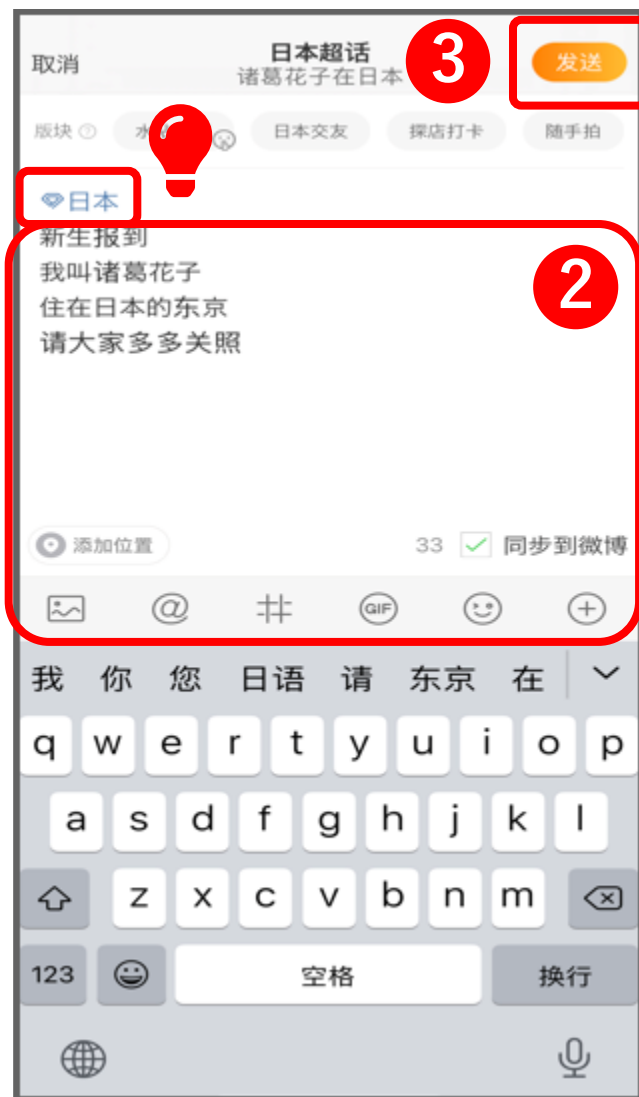 取消
日本超话
诸葛花子在日本
3
发送
版块
水
日本交友
探店打卡
随手拍
日本
新生报到
我叫诸葛花子
住在日本的东京
请大家多多关照
2
添加位置
33
同步到微博
@
GIF
我 你 您 日语 请 东京 在
q w e r t y u i o p
a s d f g h j k l
z x c v b n m
123
空格
换行